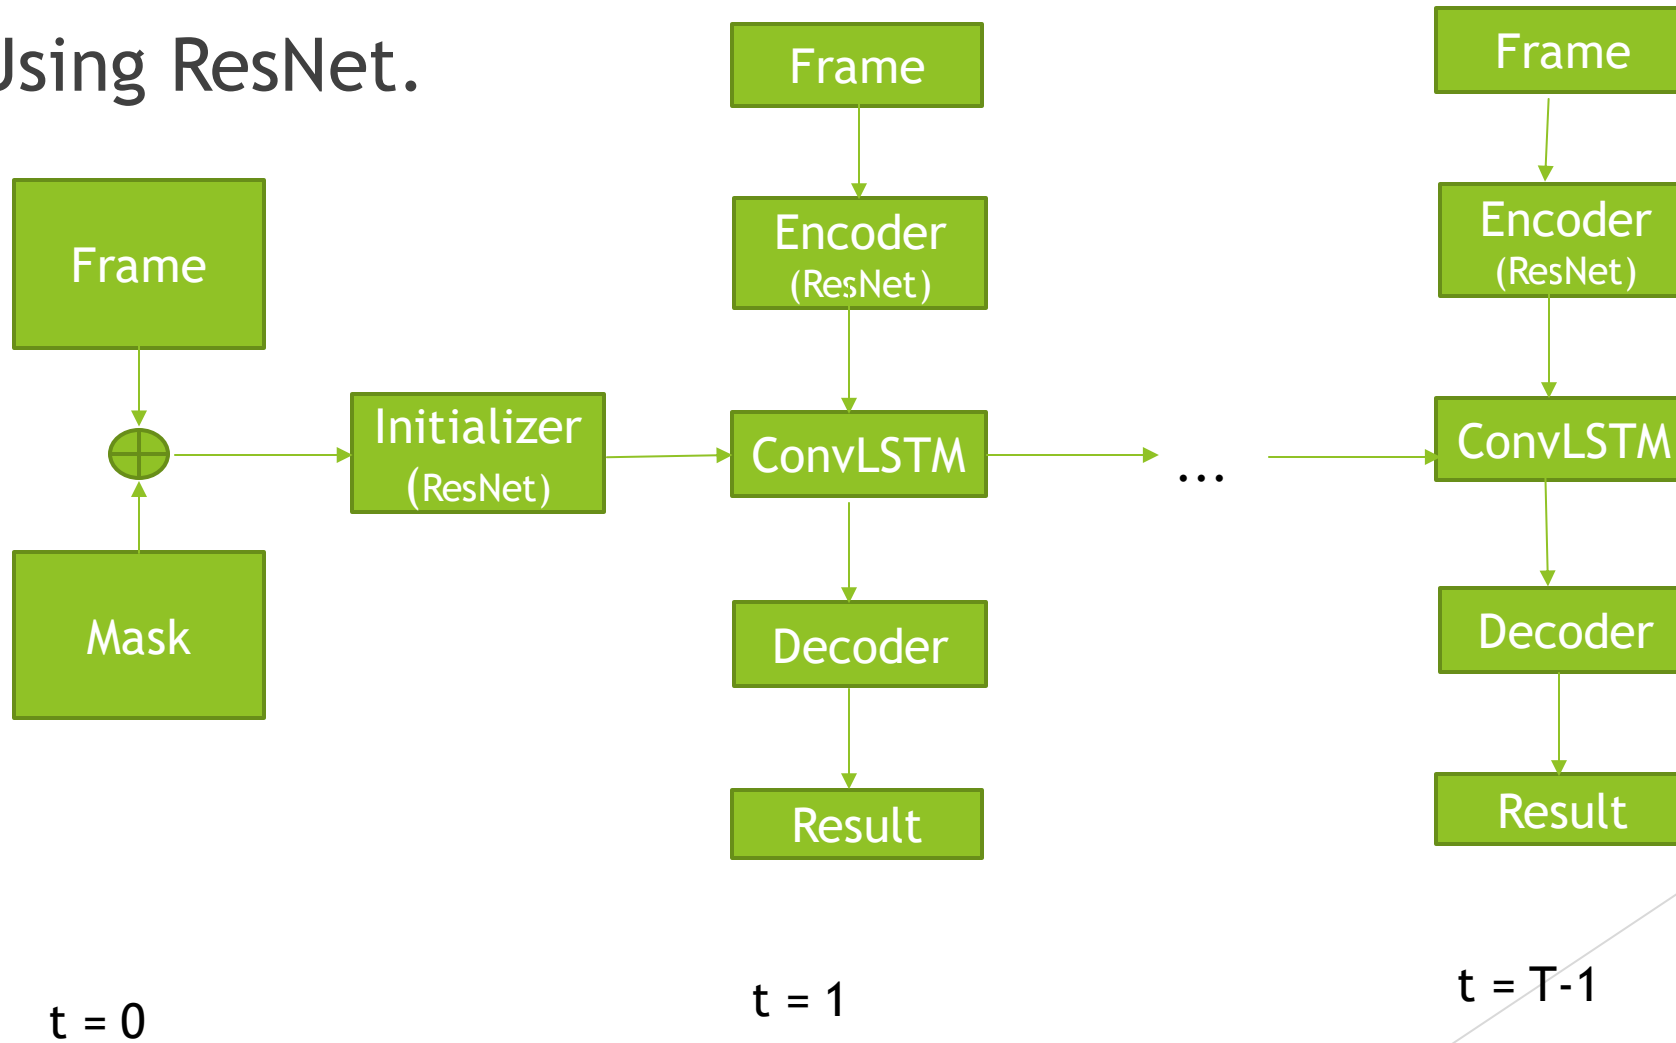 Using ResNet.
Frame
Mask
Initializer
(ResNet)
Frame
Encoder
(ResNet)
ConvLSTM
Decoder
Result
...
Frame
Encoder
(ResNet)
ConvLSTM
Decoder
Result
t = 0
t = 1
t = T-1